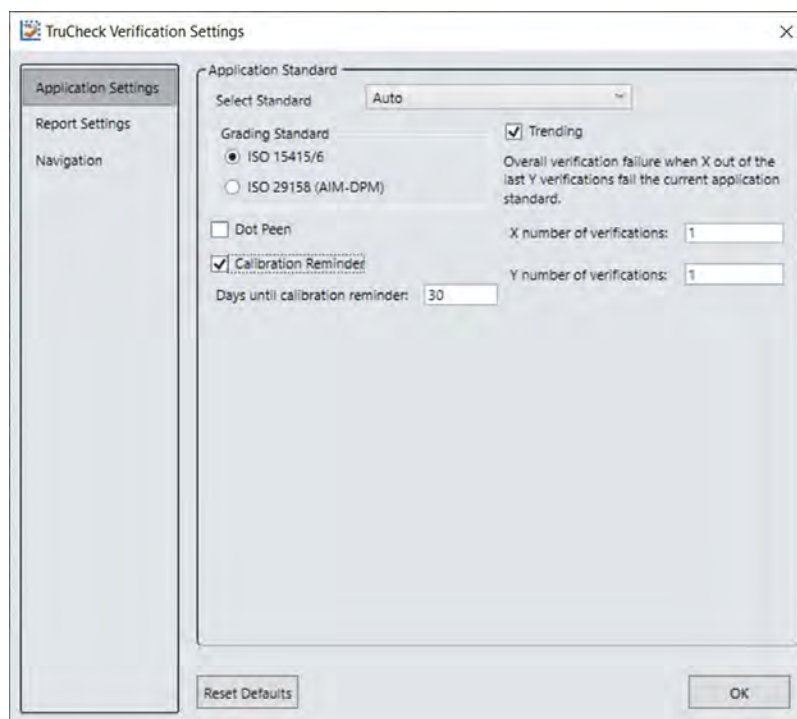 TruCheck Verification Settings
Application Settings
Report Settings
Navigation
Application Standard
Select Standard
Auto
Grading Standard
ISO 15415/6
ISO 29158 (AIM-DPM)
Dot Peen
Calibration Reminder
Days until calibration reminder:
30
Trending
Overall verification failure when X out of the
last Y verifications fail the current application
standard.
X number of verifications:
1
Y number of verifications:
1
Reset Defaults
OK